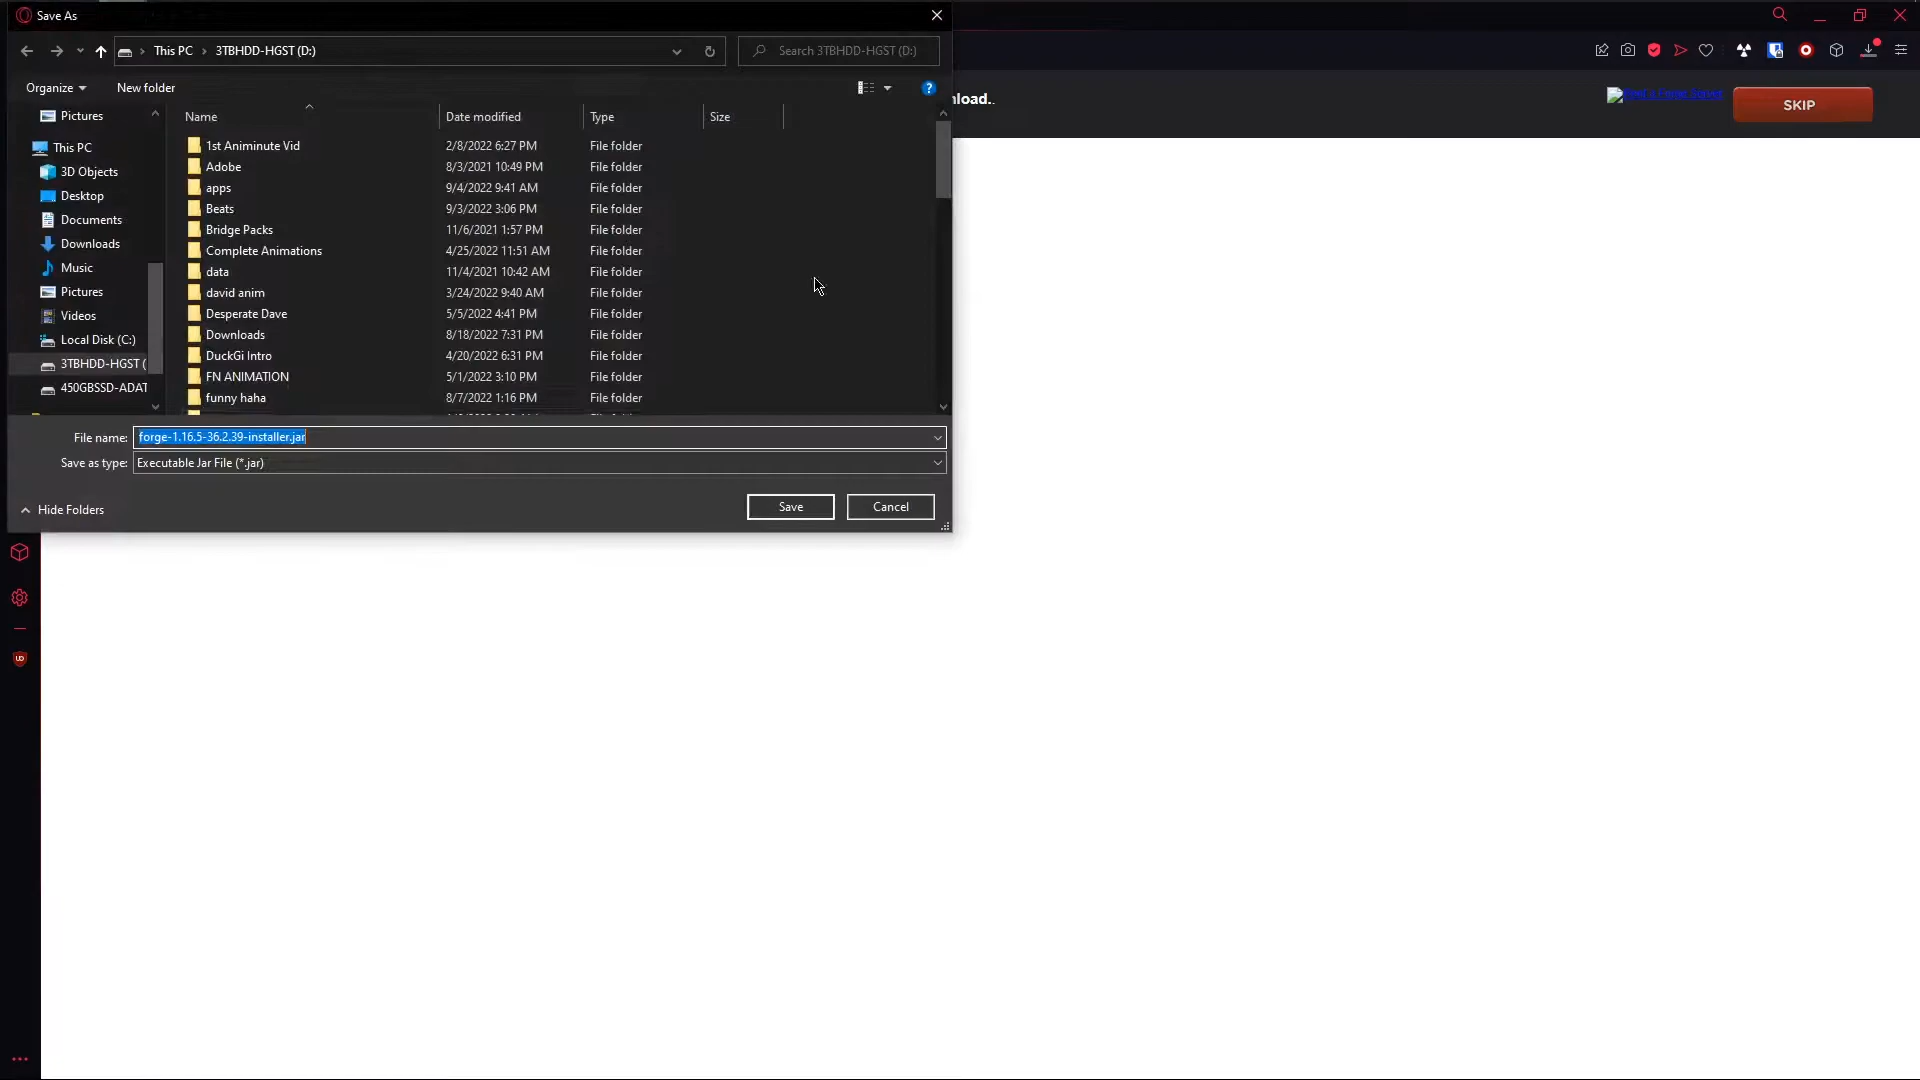 Save As
This PC > 3TBHDD-HGST (D:)
Search 3TBHDD-HGST (D:)
Organize
New folder
nload..
SKIP
Name Date modified Type Size
Pictures
This PC
3D Objects
Desktop
Documents
Downloads
Music
Pictures
Videos
Local Disk (C:)
3TBHDD-HGST (
450GBSSD-ADAT
1st Animinute Vid 2/8/2022 6:27 PM File folder
Adobe 8/3/2021 10:49 PM File folder
apps 9/4/2022 9:41 AM File folder
Beats 9/3/2022 3:06 PM File folder
Bridge Packs 11/6/2021 1:57 PM File folder
Complete Animations 4/25/2022 11:51 AM File folder
data 11/4/2021 10:42 AM File folder
david anim 3/24/2022 9:40 AM File folder
Desperate Dave 5/5/2022 4:41 PM File folder
Downloads 8/18/2022 7:31 PM File folder
DuckGi Intro 4/20/2022 6:31 PM File folder
FN ANIMATION 5/1/2022 3:10 PM File folder
funny haha 8/7/2022 1:16 PM File folder
File name: forge-1.16.5-36.2.39-installer.jar
Save as type: Executable Jar File (*.jar)
Hide Folders
Save
Cancel